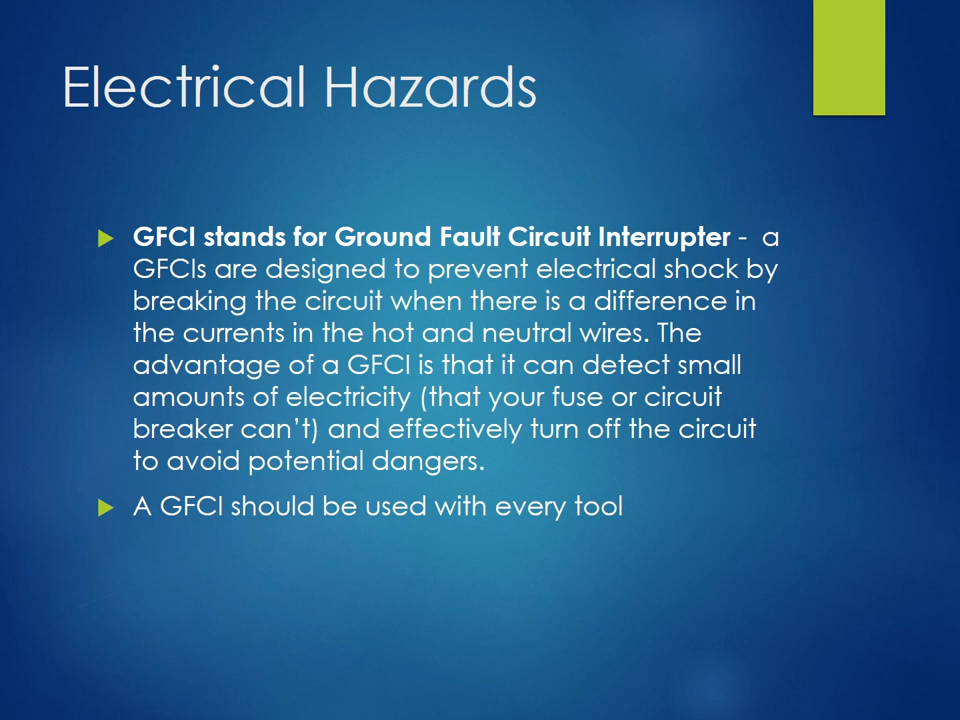 Electrical Hazards
GFCI stands for Ground Fault Circuit Interrupter - a
GFCIs are designed to prevent electrical shock by
breaking the circuit when there is a difference in
the currents in the hot and neutral wires. The
advantage of a GFCI is that it can detect small
amounts of electricity (that your fuse or circuit
breaker can’t) and effectively turn off the circuit
to avoid potential dangers.
A GFCI should be used with every tool